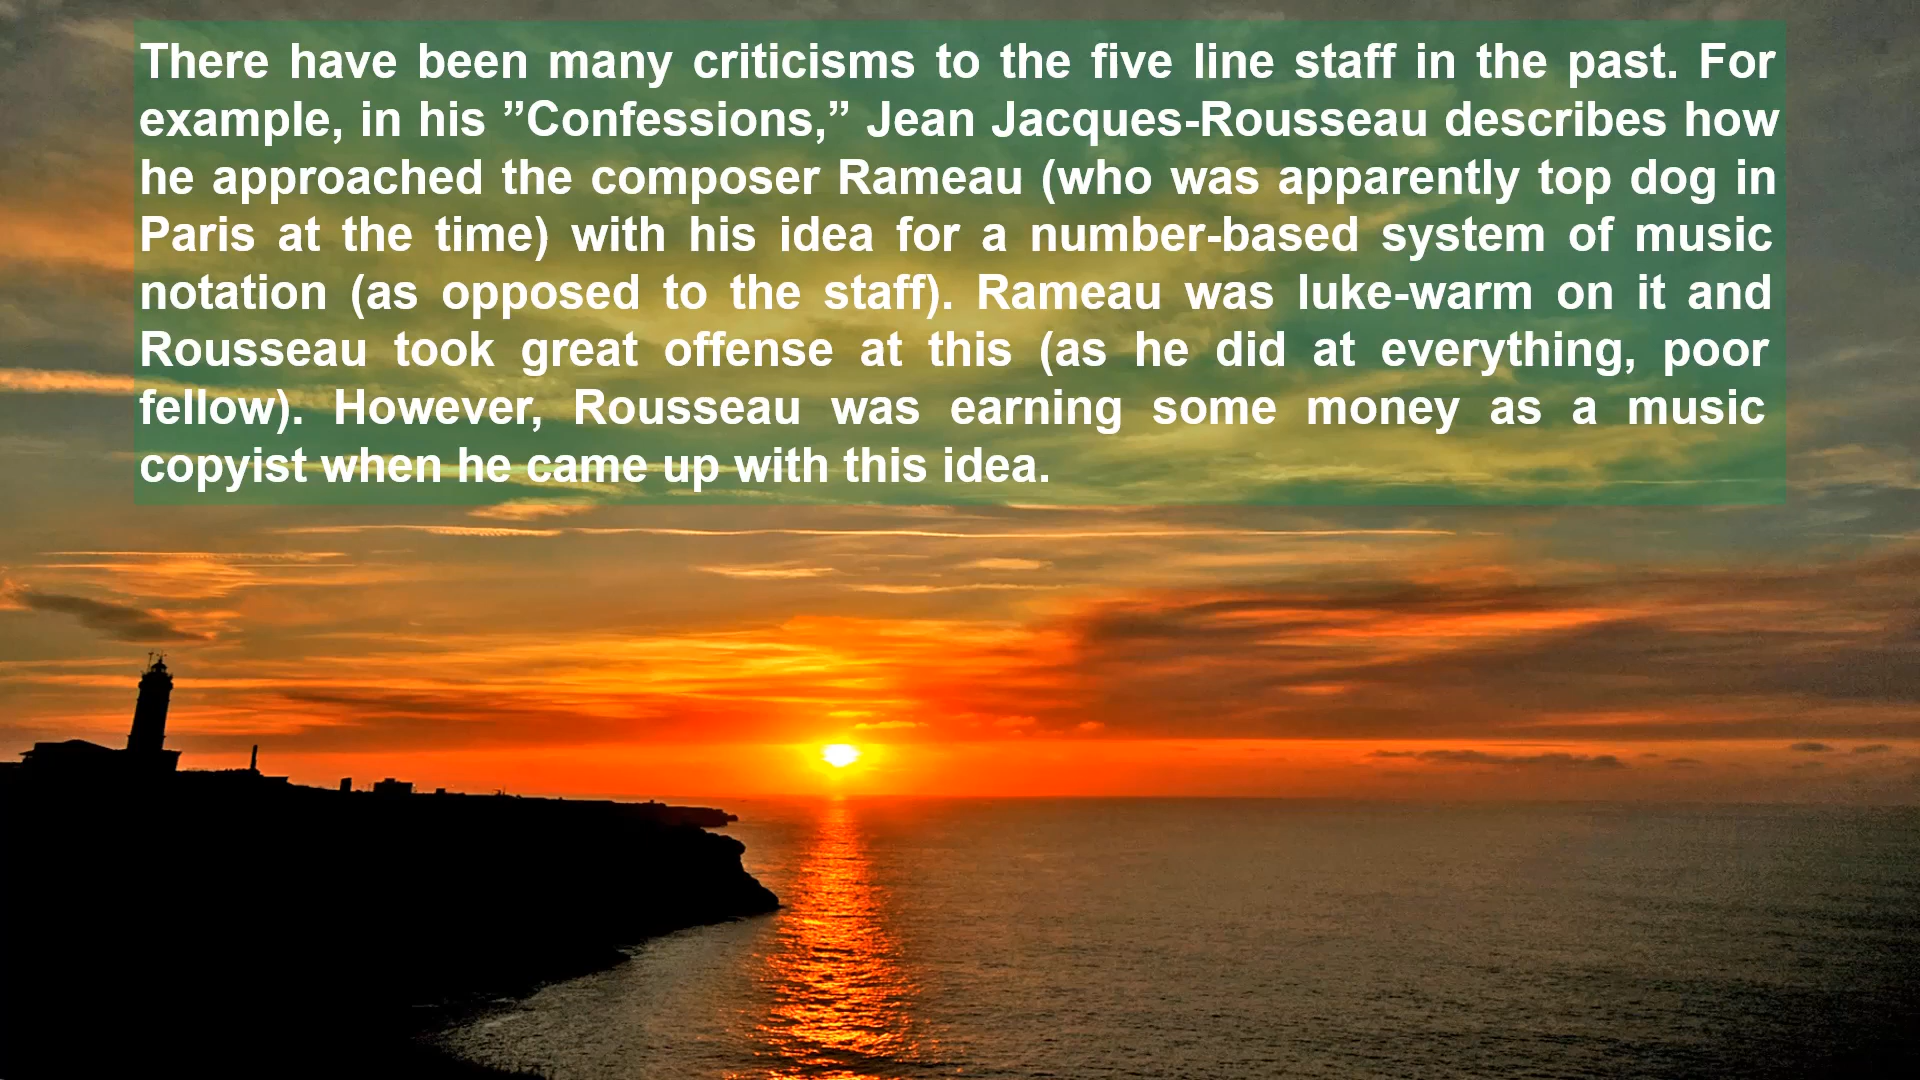 There have been many criticisms to the five line staff in the past. For
example, in his ”Confessions,” Jean Jacques-Rousseau describes how
he approached the composer Rameau (who was apparently top dog in
Paris at the time) with his idea for a number-based system of music
notation (as opposed to the staff). Rameau was luke-warm on it and
Rousseau took great offense at this (as he did at everything, poor
fellow). However, Rousseau was earning some money as a music
copyist when he came up with this idea.